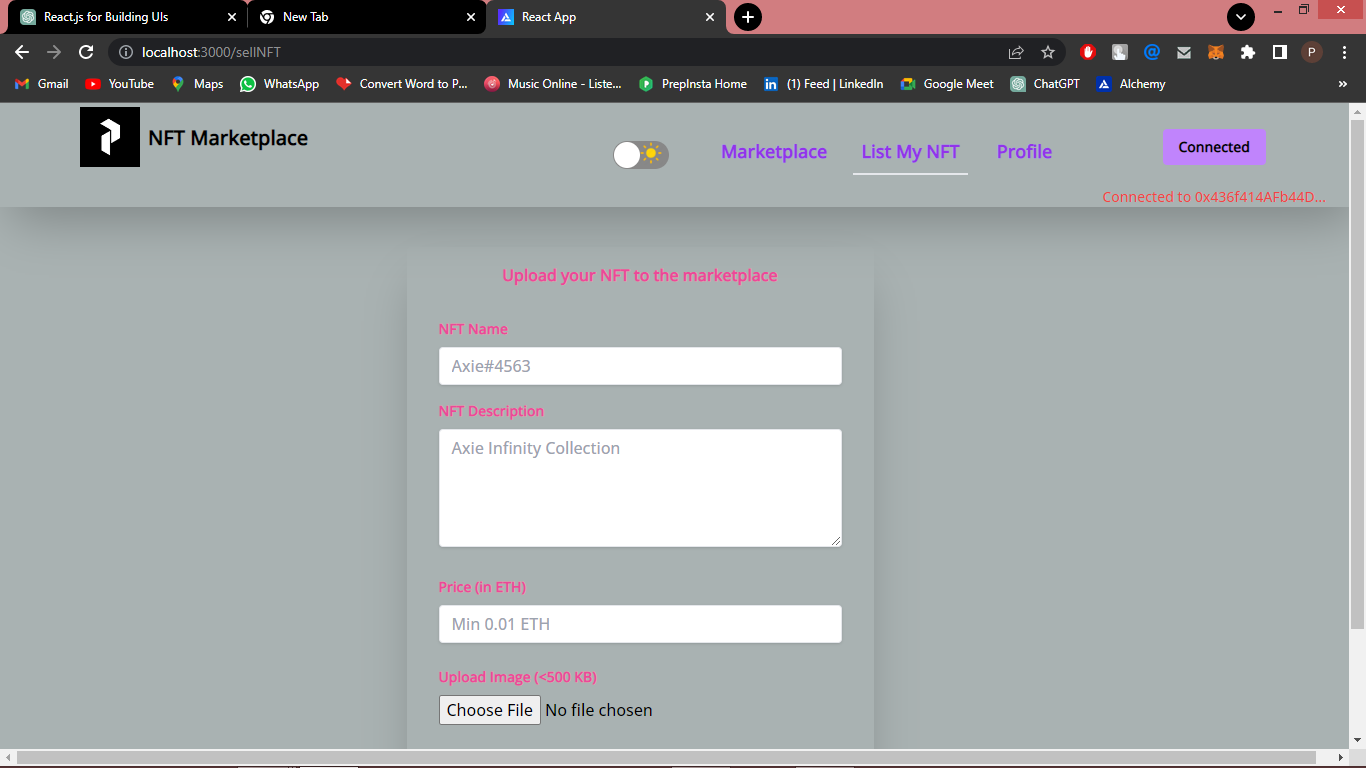 React.js for Building UIs
New Tab
React App
localhost:3000/sellNFT
P
Gmail
YouTube
Maps
WhatsApp
Convert Word to P...
Music Online - Liste...
PrepInsta Home
(1) Feed | LinkedIn
Google Meet
ChatGPT
Alchemy
»
NFT Marketplace
Marketplace
List My NFT
Profile
Connected
Connected to 0x436f414AFb44D...
Upload your NFT to the marketplace
NFT Name
Axie#4563
NFT Description
Axie Infinity Collection
Price (in ETH)
Min 0.01 ETH
Upload Image (<500 KB)
Choose File No file chosen